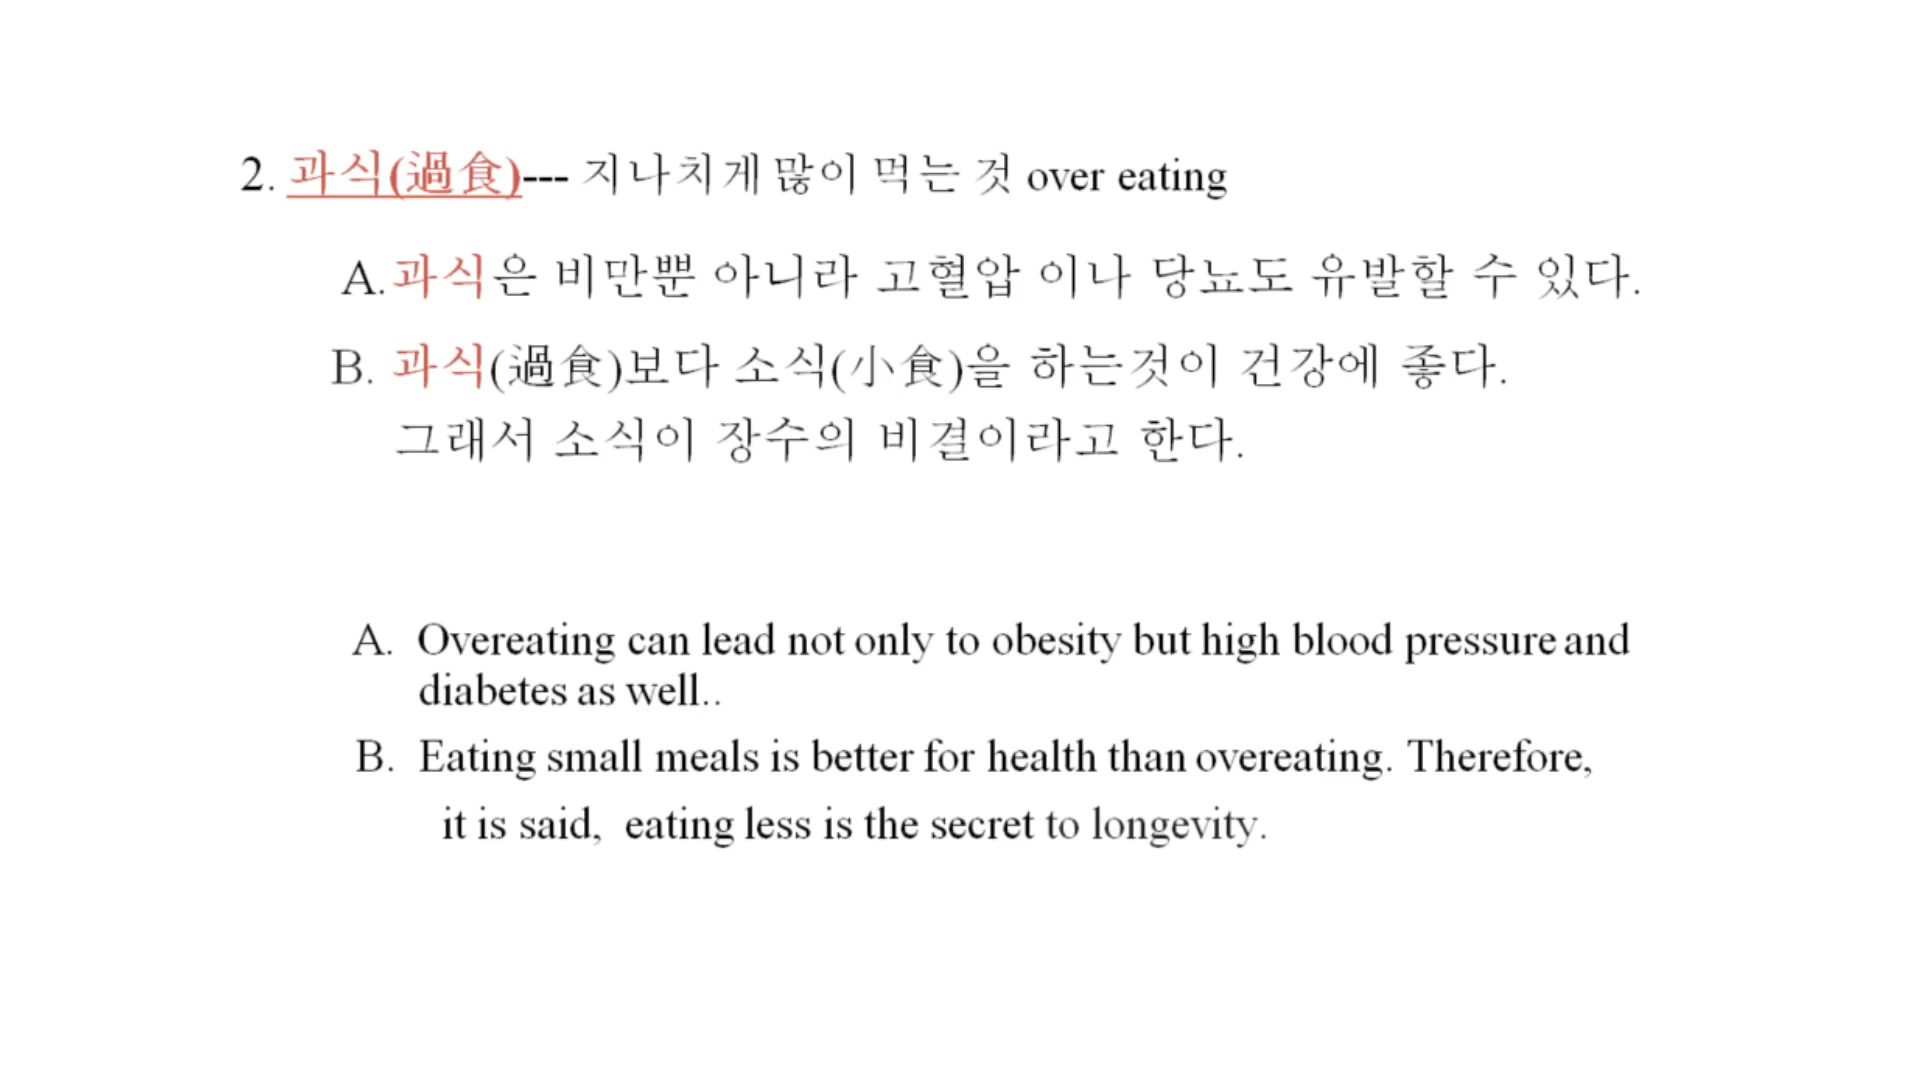 2. 과식(過食)--- 지나치게 많이 먹는 것 over eating
A.과식은 비만뿐 아니라 고혈압 이나 당뇨도 유발할 수 있다.
B. 과식(過食)보다 소식(小食)을 하는것이 건강에 좋다.
그래서 소식이 장수의 비결이라고 한다.
A. Overeating can lead not only to obesity but high blood pressure and
diabetes as well..
B. Eating small meals is better for health than overeating. Therefore,
it is said, eating less is the secret to longevity.